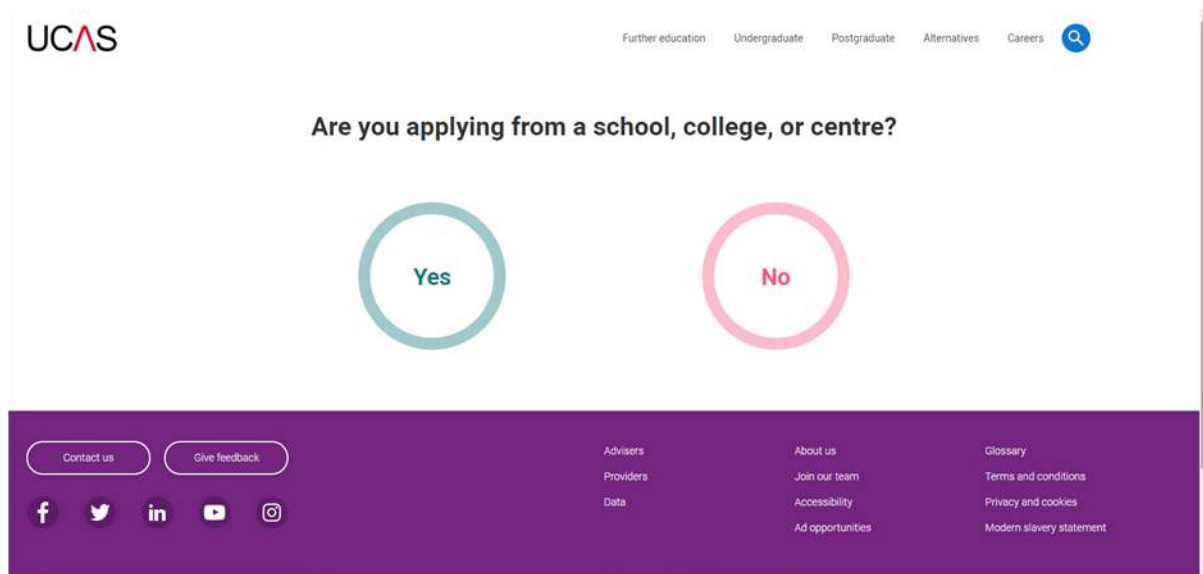 UCAS
Further education Undergraduate Postgraduate Alternatives Careers
Are you applying from a school, college, or centre?
Yes No
Contact us Give feedback
Advisers About us Glossary
Providers Join our team Terms and conditions
Data Accessibility Privacy and cookies
Ad opportunities Modern slavery statement